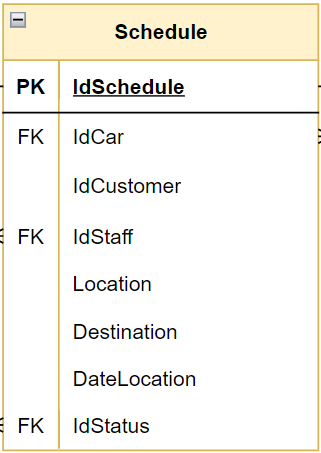 Schedule
PK IdSchedule
FK IdCar
IdCustomer
FK IdStaff
Location
Destination
DateLocation
FK IdStatus